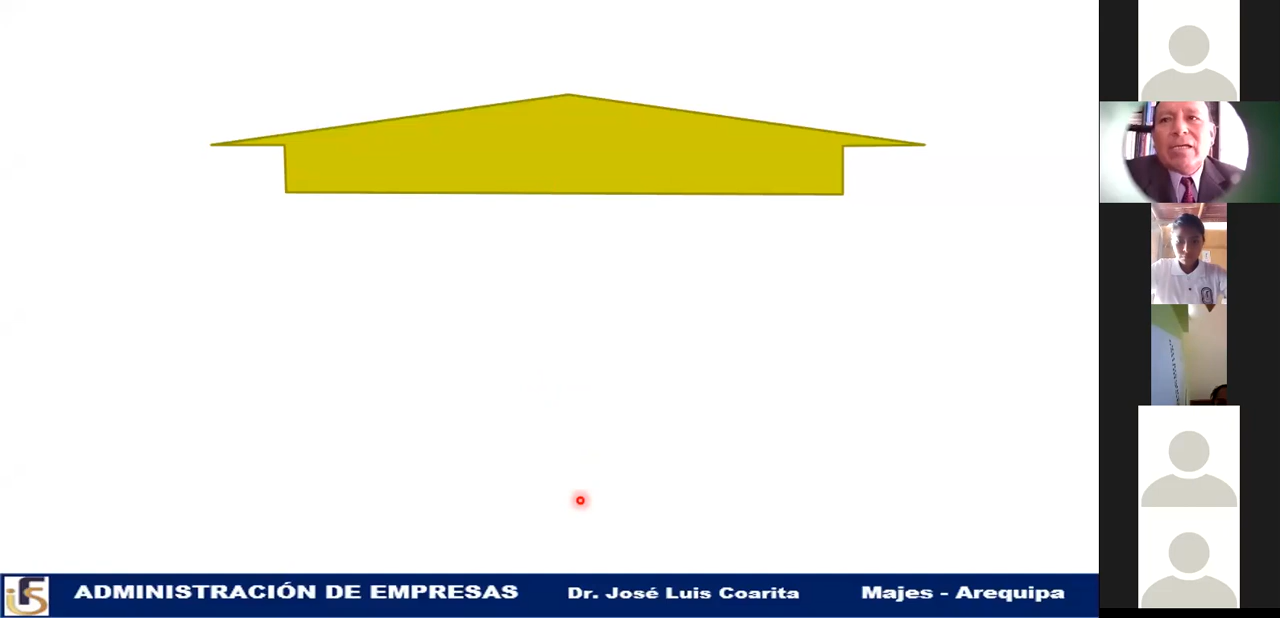 ADMINISTRACIÓN DE EMPRESAS Dr. José Luis Coarita Majes - Arequipa